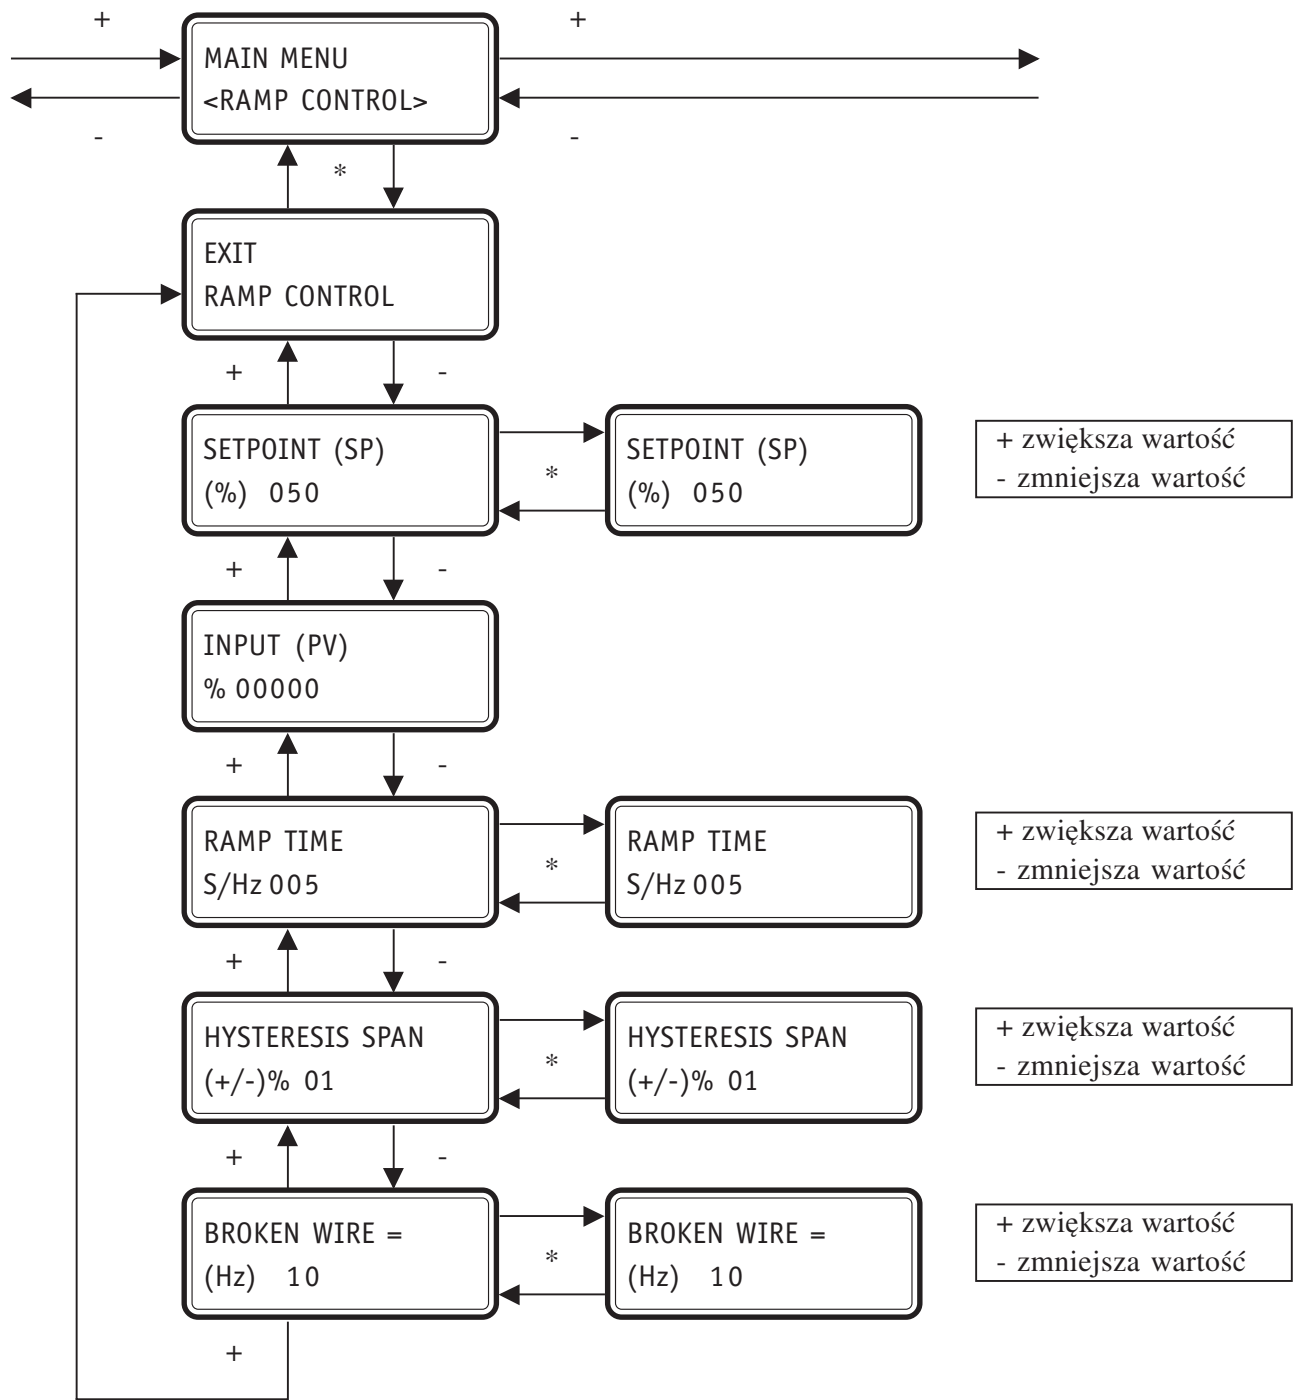 + +
MAIN MENU
<RAMP CONTROL>
- -
*
EXIT
RAMP CONTROL
+ -
SETPOINT (SP)
(%) 050
*
SETPOINT (SP)
(%) 050
+ zwiększa wartość
- zmniejsza wartość
+ -
INPUT (PV)
% 00000
+ -
RAMP TIME
S/Hz 005
*
RAMP TIME
S/Hz 005
+ zwiększa wartość
- zmniejsza wartość
+ -
HYSTERESIS SPAN
(+/-)% 01
*
HYSTERESIS SPAN
(+/-)% 01
+ zwiększa wartość
- zmniejsza wartość
+ -
BROKEN WIRE =
(Hz) 10
*
BROKEN WIRE =
(Hz) 10
+ zwiększa wartość
- zmniejsza wartość
+